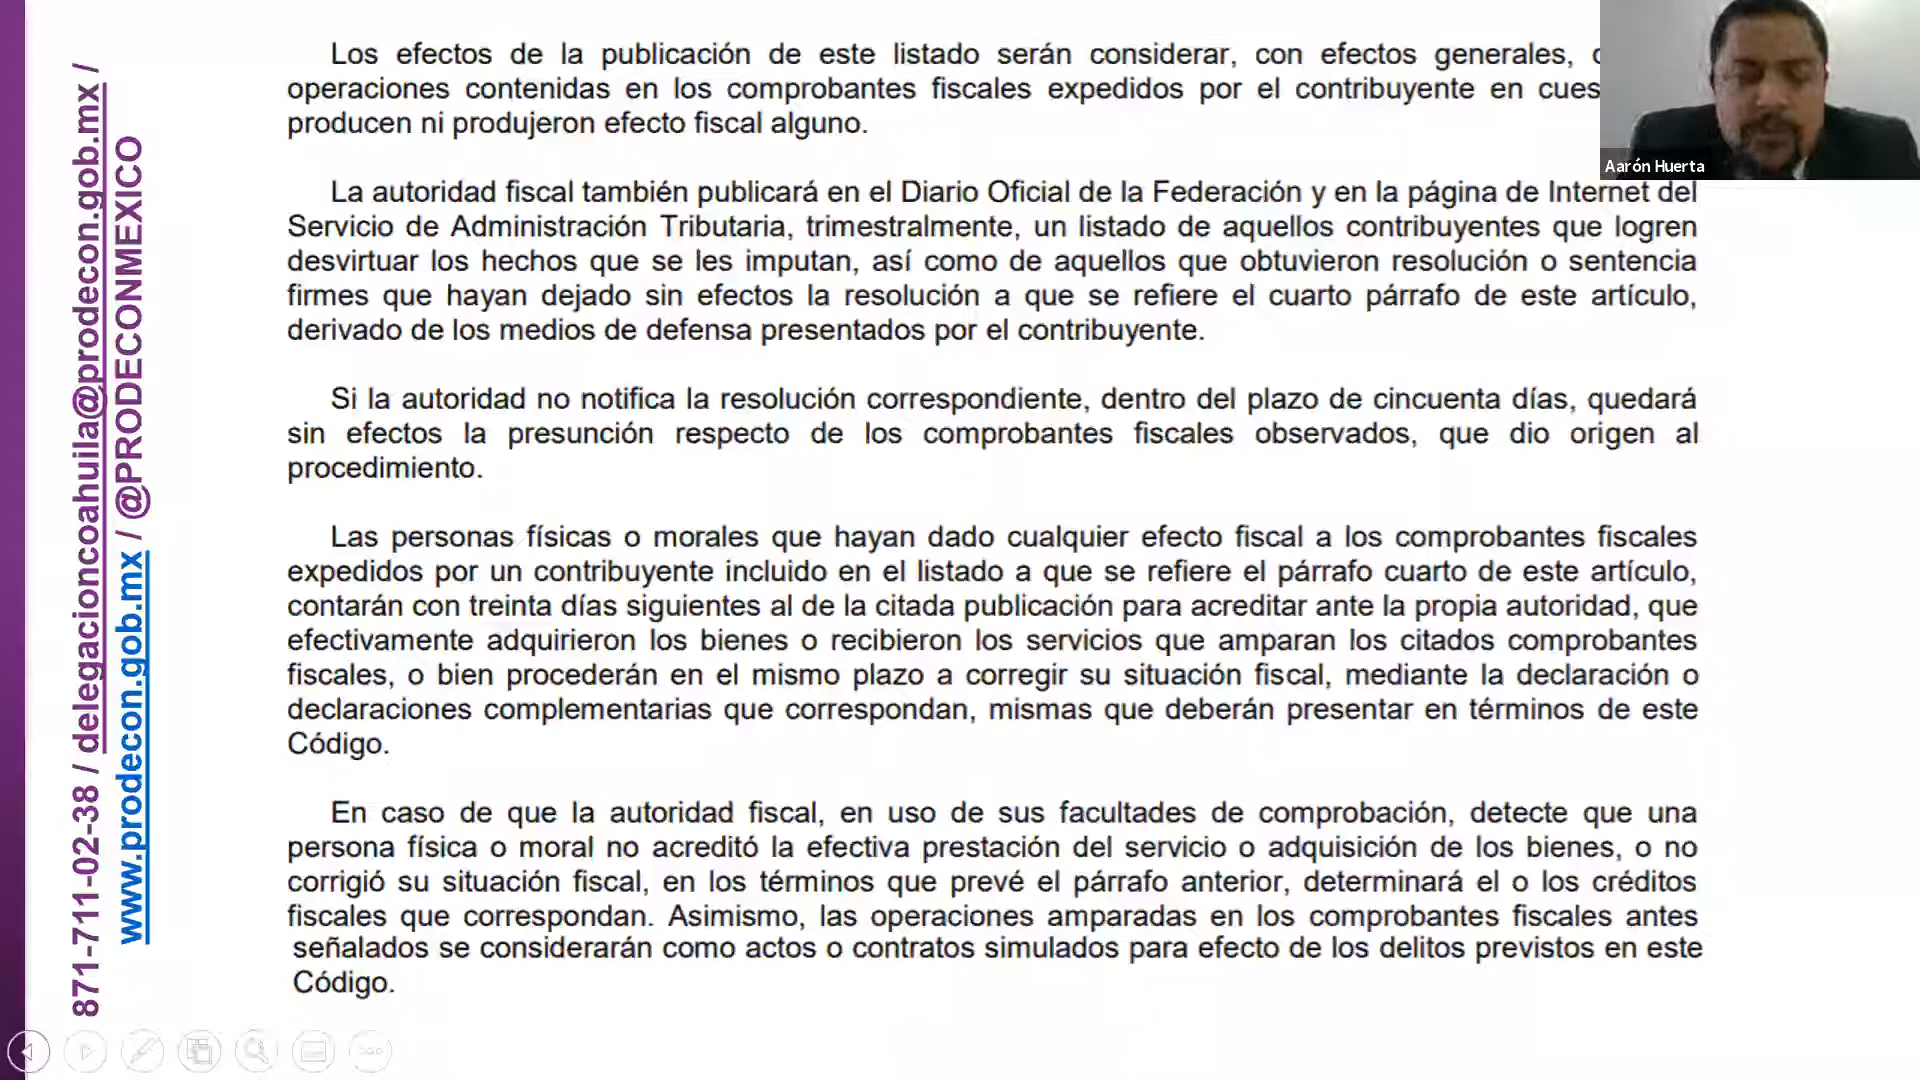 871-711-02-38 / delegacioncoahuila@prodecon.gob.mx /
www.prodecon.gob.mx / @PRODECONMEXICO
Los efectos de la publicación de este listado serán considerar, con efectos generales,
operaciones contenidas en los comprobantes fiscales expedidos por el contribuyente en
producen ni produjeron efecto fiscal alguno.
Aarón Huerta
La autoridad fiscal también publicará en el Diario Oficial de la Federación y en la página de Internet del
Servicio de Administración Tributaria, trimestralmente, un listado de aquellos contribuyentes que logren
desvirtuar los hechos que se les imputan, así como de aquellos que obtuvieron resolución o sentencia
firmes que hayan dejado sin efectos la resolución a que se refiere el cuarto párrafo de este artículo,
derivado de los medios de defensa presentados por el contribuyente.
Si la autoridad no notifica la resolución correspondiente, dentro del plazo de cincuenta días, quedará
sin efectos la presunción respecto de los comprobantes fiscales observados, que dio origen al
procedimiento.
Las personas físicas o morales que hayan dado cualquier efecto fiscal a los comprobantes fiscales
expedidos por un contribuyente incluido en el listado a que se refiere el párrafo cuarto de este artículo,
contarán con treinta días siguientes al de la citada publicación para acreditar ante la propia autoridad, que
efectivamente adquirieron los bienes o recibieron los servicios que amparan los citados comprobantes
fiscales, o bien procederán en el mismo plazo a corregir su situación fiscal, mediante la declaración o
declaraciones complementarias que correspondan, mismas que deberán presentar en términos de este
Código.
En caso de que la autoridad fiscal, en uso de sus facultades de comprobación, detecte que una
persona física o moral no acreditó la efectiva prestación del servicio o adquisición de los bienes, o no
corrigió su situación fiscal, en los términos que prevé el párrafo anterior, determinará el o los créditos
fiscales que correspondan. Asimismo, las operaciones amparadas en los comprobantes fiscales antes
señalados se considerarán como actos o contratos simulados para efecto de los delitos previstos en este
Código.